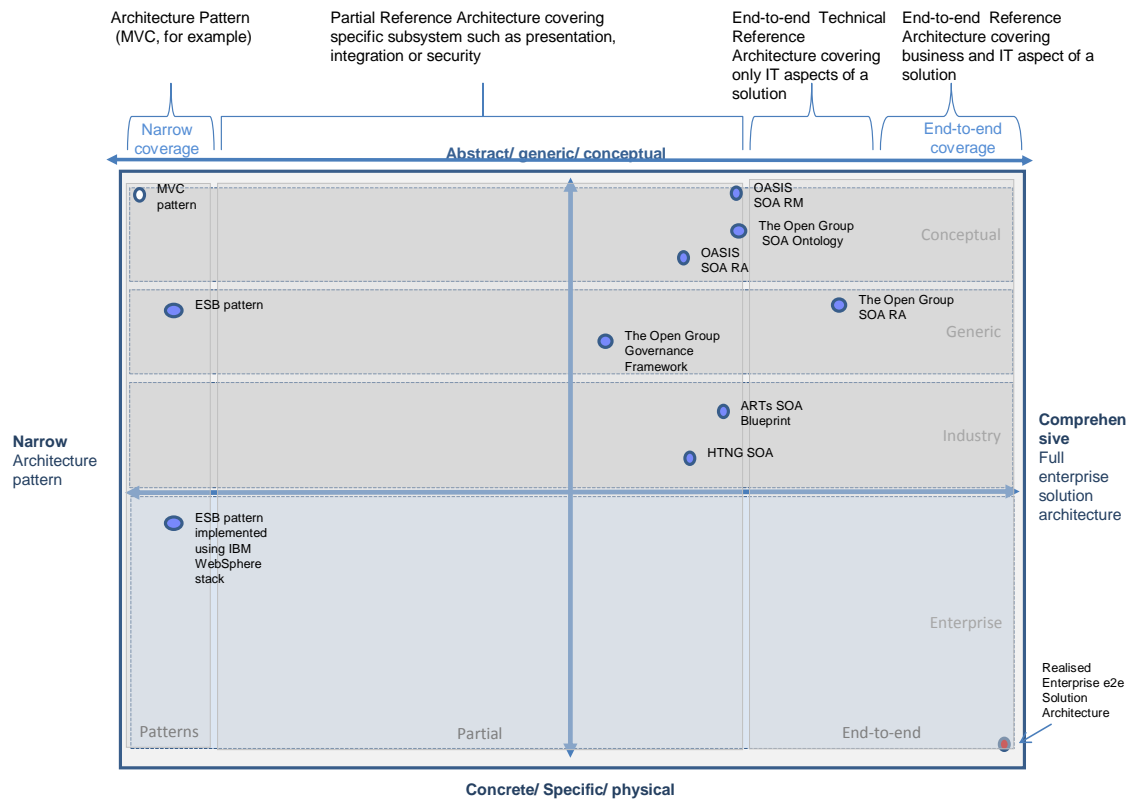 Architecture Pattern
(MVC, for example)
Partial Reference Architecture covering
specific subsystem such as presentation,
integration or security
End-to-end Technical
Reference
Architecture covering
only IT aspects of a
solution
End-to-end Reference
Architecture covering
business and IT aspect of a
solution
Narrow
coverage
End-to-end
coverage
Abstract/ generic/ conceptual
MVC
pattern
OASIS
SOA RM
The Open Group
SOA Ontology
Conceptual
OASIS
SOA RA
ESB pattern
The Open Group
SOA RA
Generic
The Open Group
Governance
Framework
ARTs SOA
Blueprint
Industry
HTNG SOA
Narrow
Architecture
pattern
Comprehen
sive
Full
enterprise
solution
architecture
ESB pattern
implemented
using IBM
WebSphere
stack
Enterprise
Realised
Enterprise e2e
Solution
Architecture
Patterns
Partial
End-to-end
Concrete/ Specific/ physical